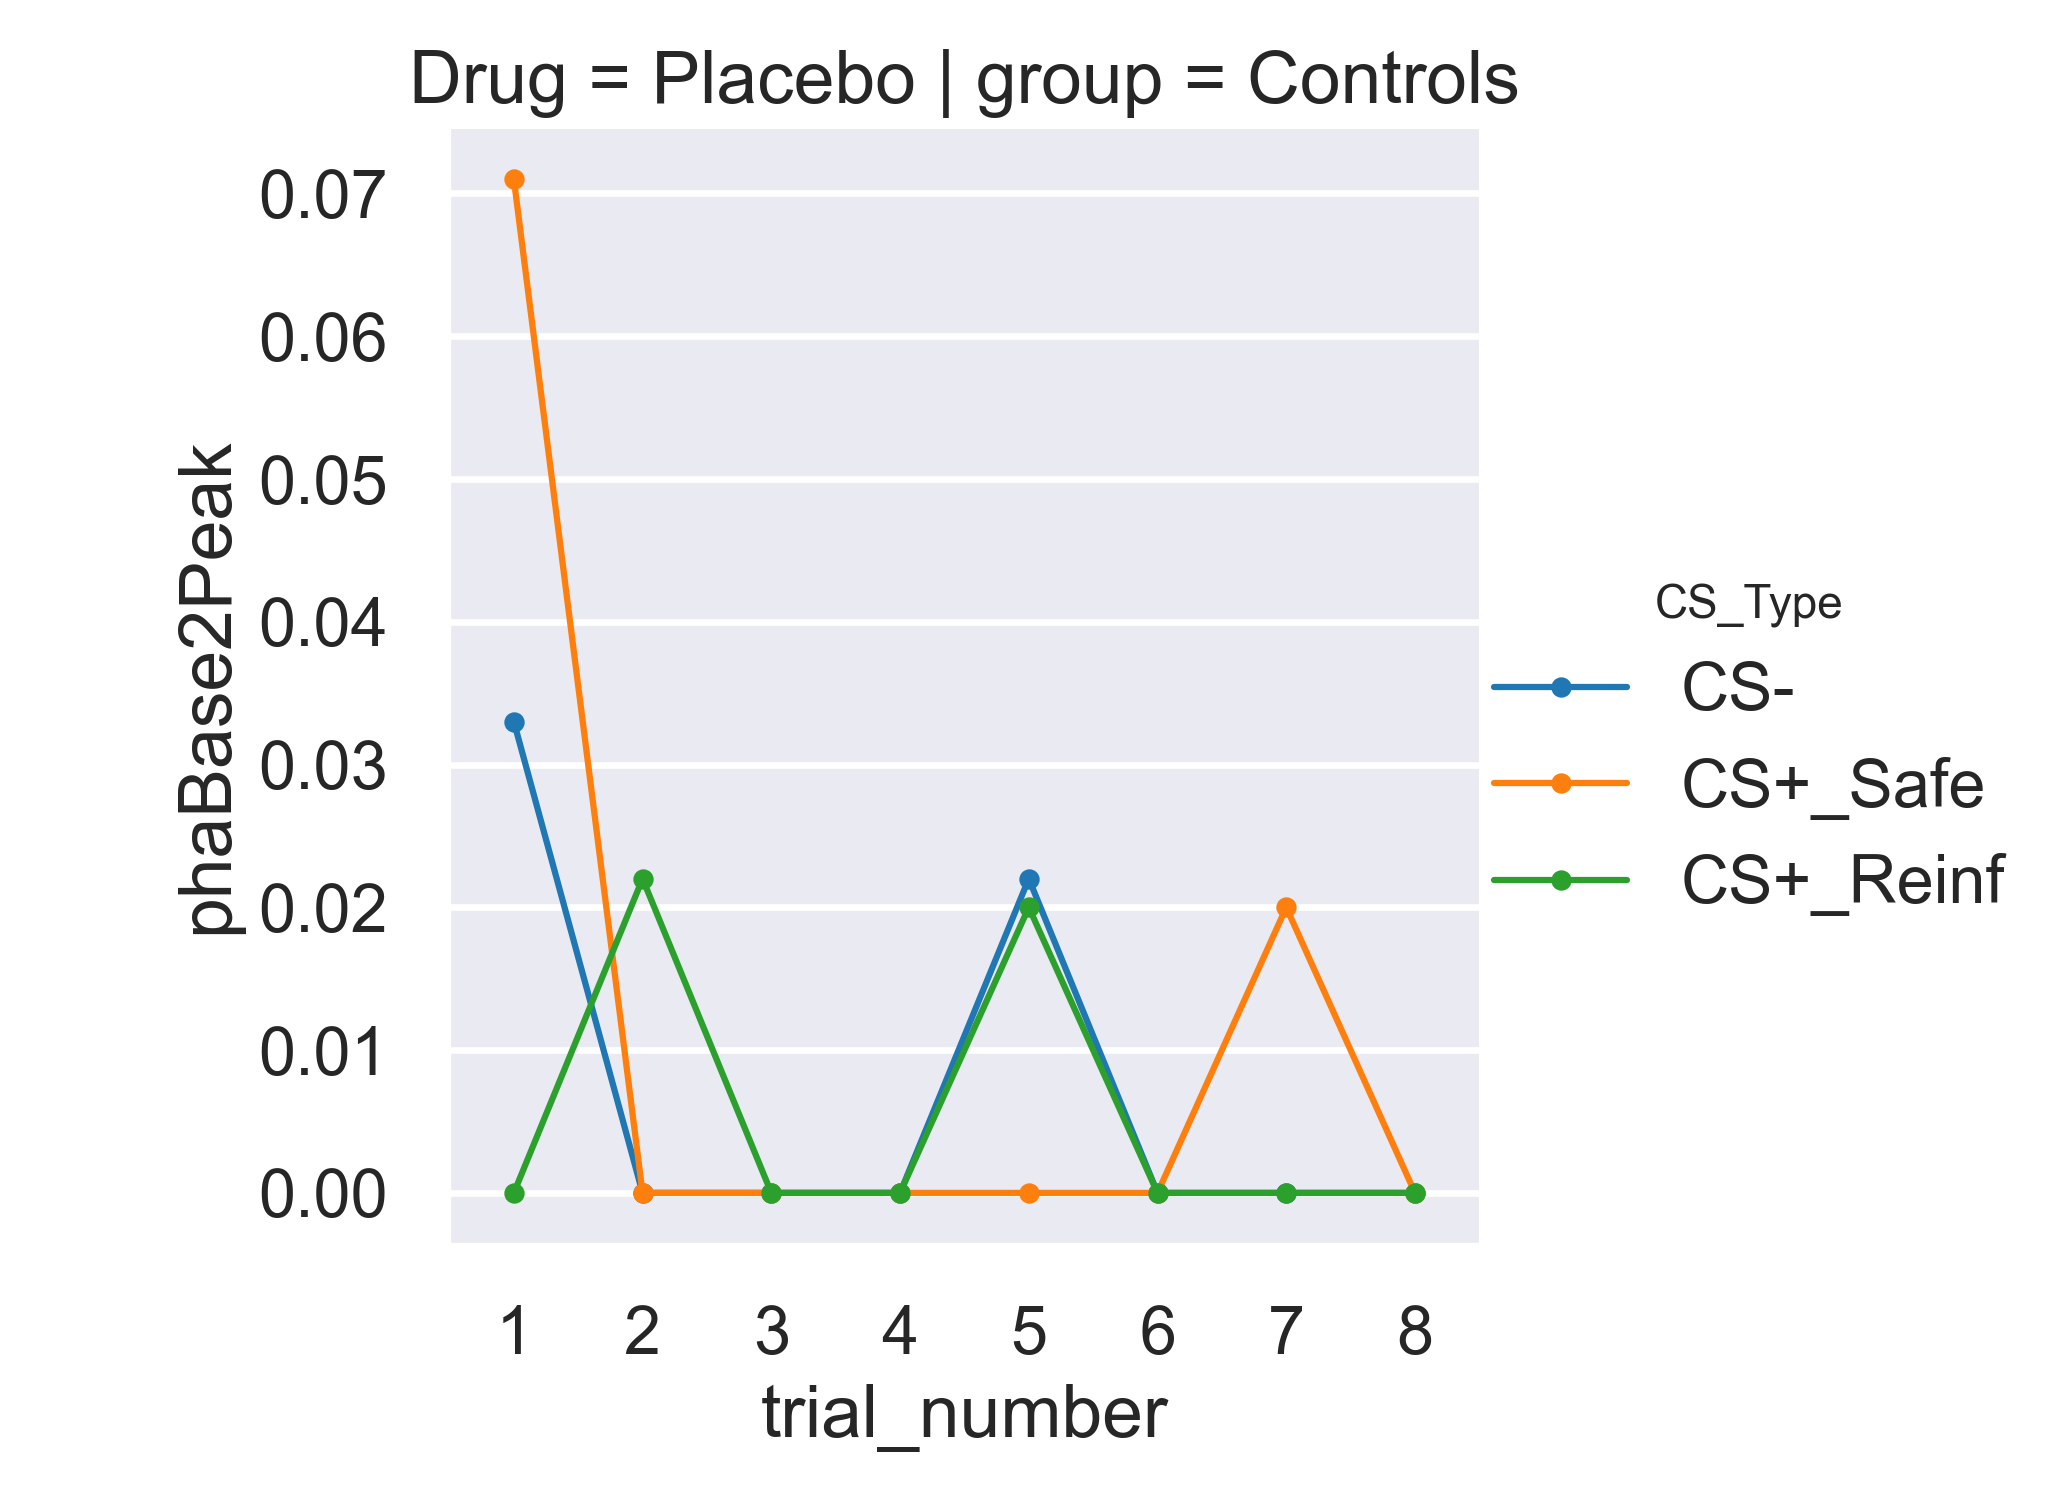 Drug = Placebo | group = Controls
0.07
0.06
0.05
0.04
0.03
0.02
0.01
0.00
phaBase2Peak
1 2 3 4 5 6 7 8
trial_number
CS_Type
CS-
CS+_Safe
CS+_Reinf